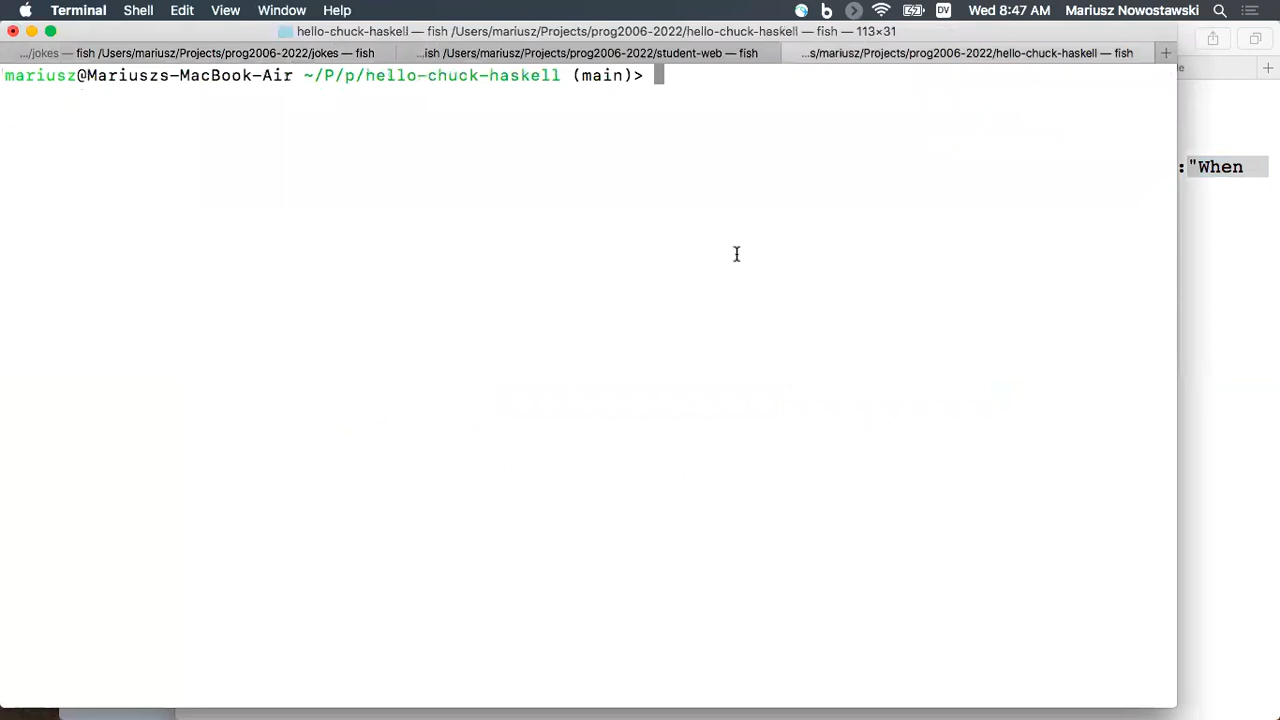 Terminal Shell Edit View Window Help DV Wed 8:47 AM Mariusz Nowostawski
hello-chuck-haskell — fish /Users/mariusz/Projects/prog2006-2022/hello-chuck-haskell — fish — 113×31
.../jokes — fish /Users/mariusz/Projects/prog2006-2022/jokes — fish ...ish /Users/mariusz/Projects/prog2006-2022/student-web — fish ...s/mariusz/Projects/prog2006-2022/hello-chuck-haskell — fish
mariusz@Mariuszs-MacBook-Air ~/P/p/hello-chuck-haskell (main)>
:"When